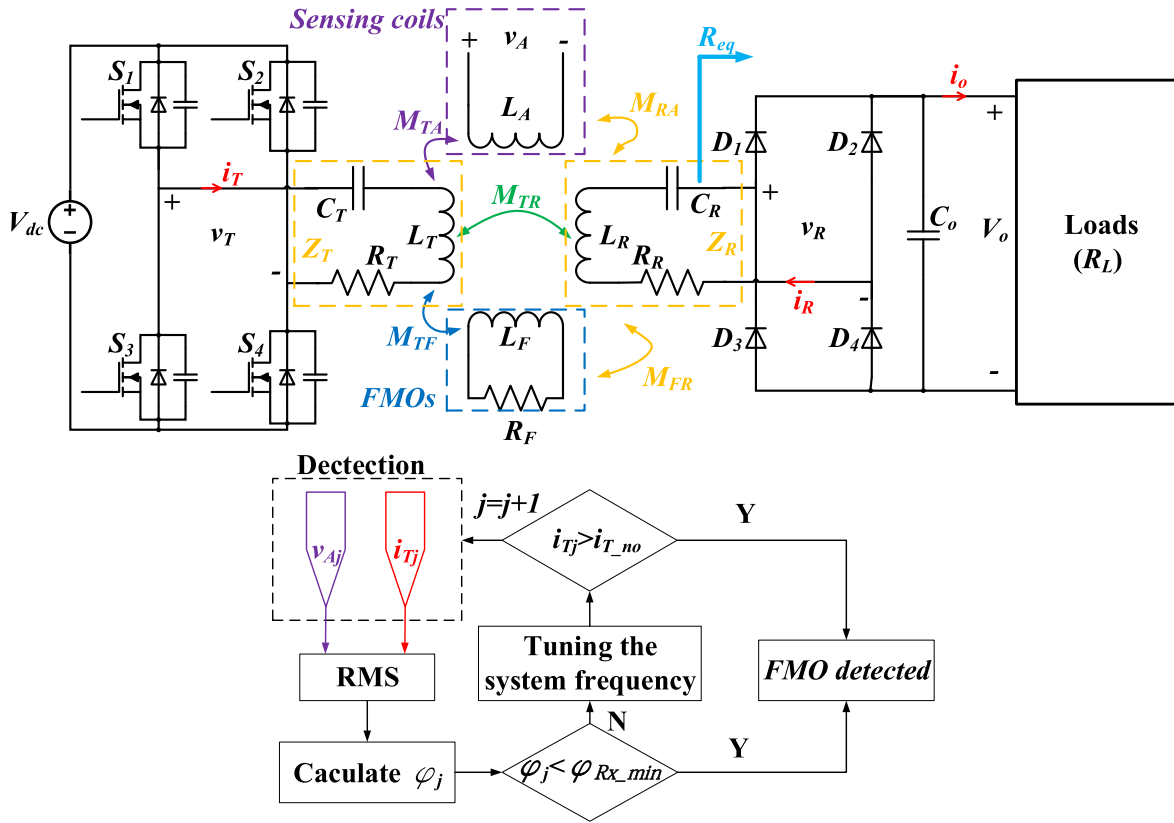 Sensing coils
+ v_A -
R_eq
S_1
S_2
i_o
L_A
M_RA
+
M_TA
D_1
D_2
i_T
M_TR
+
C_T
C_R
+
V_dc
v_T
L_T
L_R
v_R
C_o
V_o
Loads
Z_T
R_T
R_R
Z_R
(R_L)
-
i_R
-
M_TF
L_F
S_3
S_4
D_3
D_4
M_FR
-
FMOs
R_F
Dectection
j=j+1
Y
v_Aj
i_Tj
i_Tj>i_T_no
Tuning the
system frequency
FMO detected
RMS
N
Y
Caculate φ_j
φ_j<φ_Rx_min